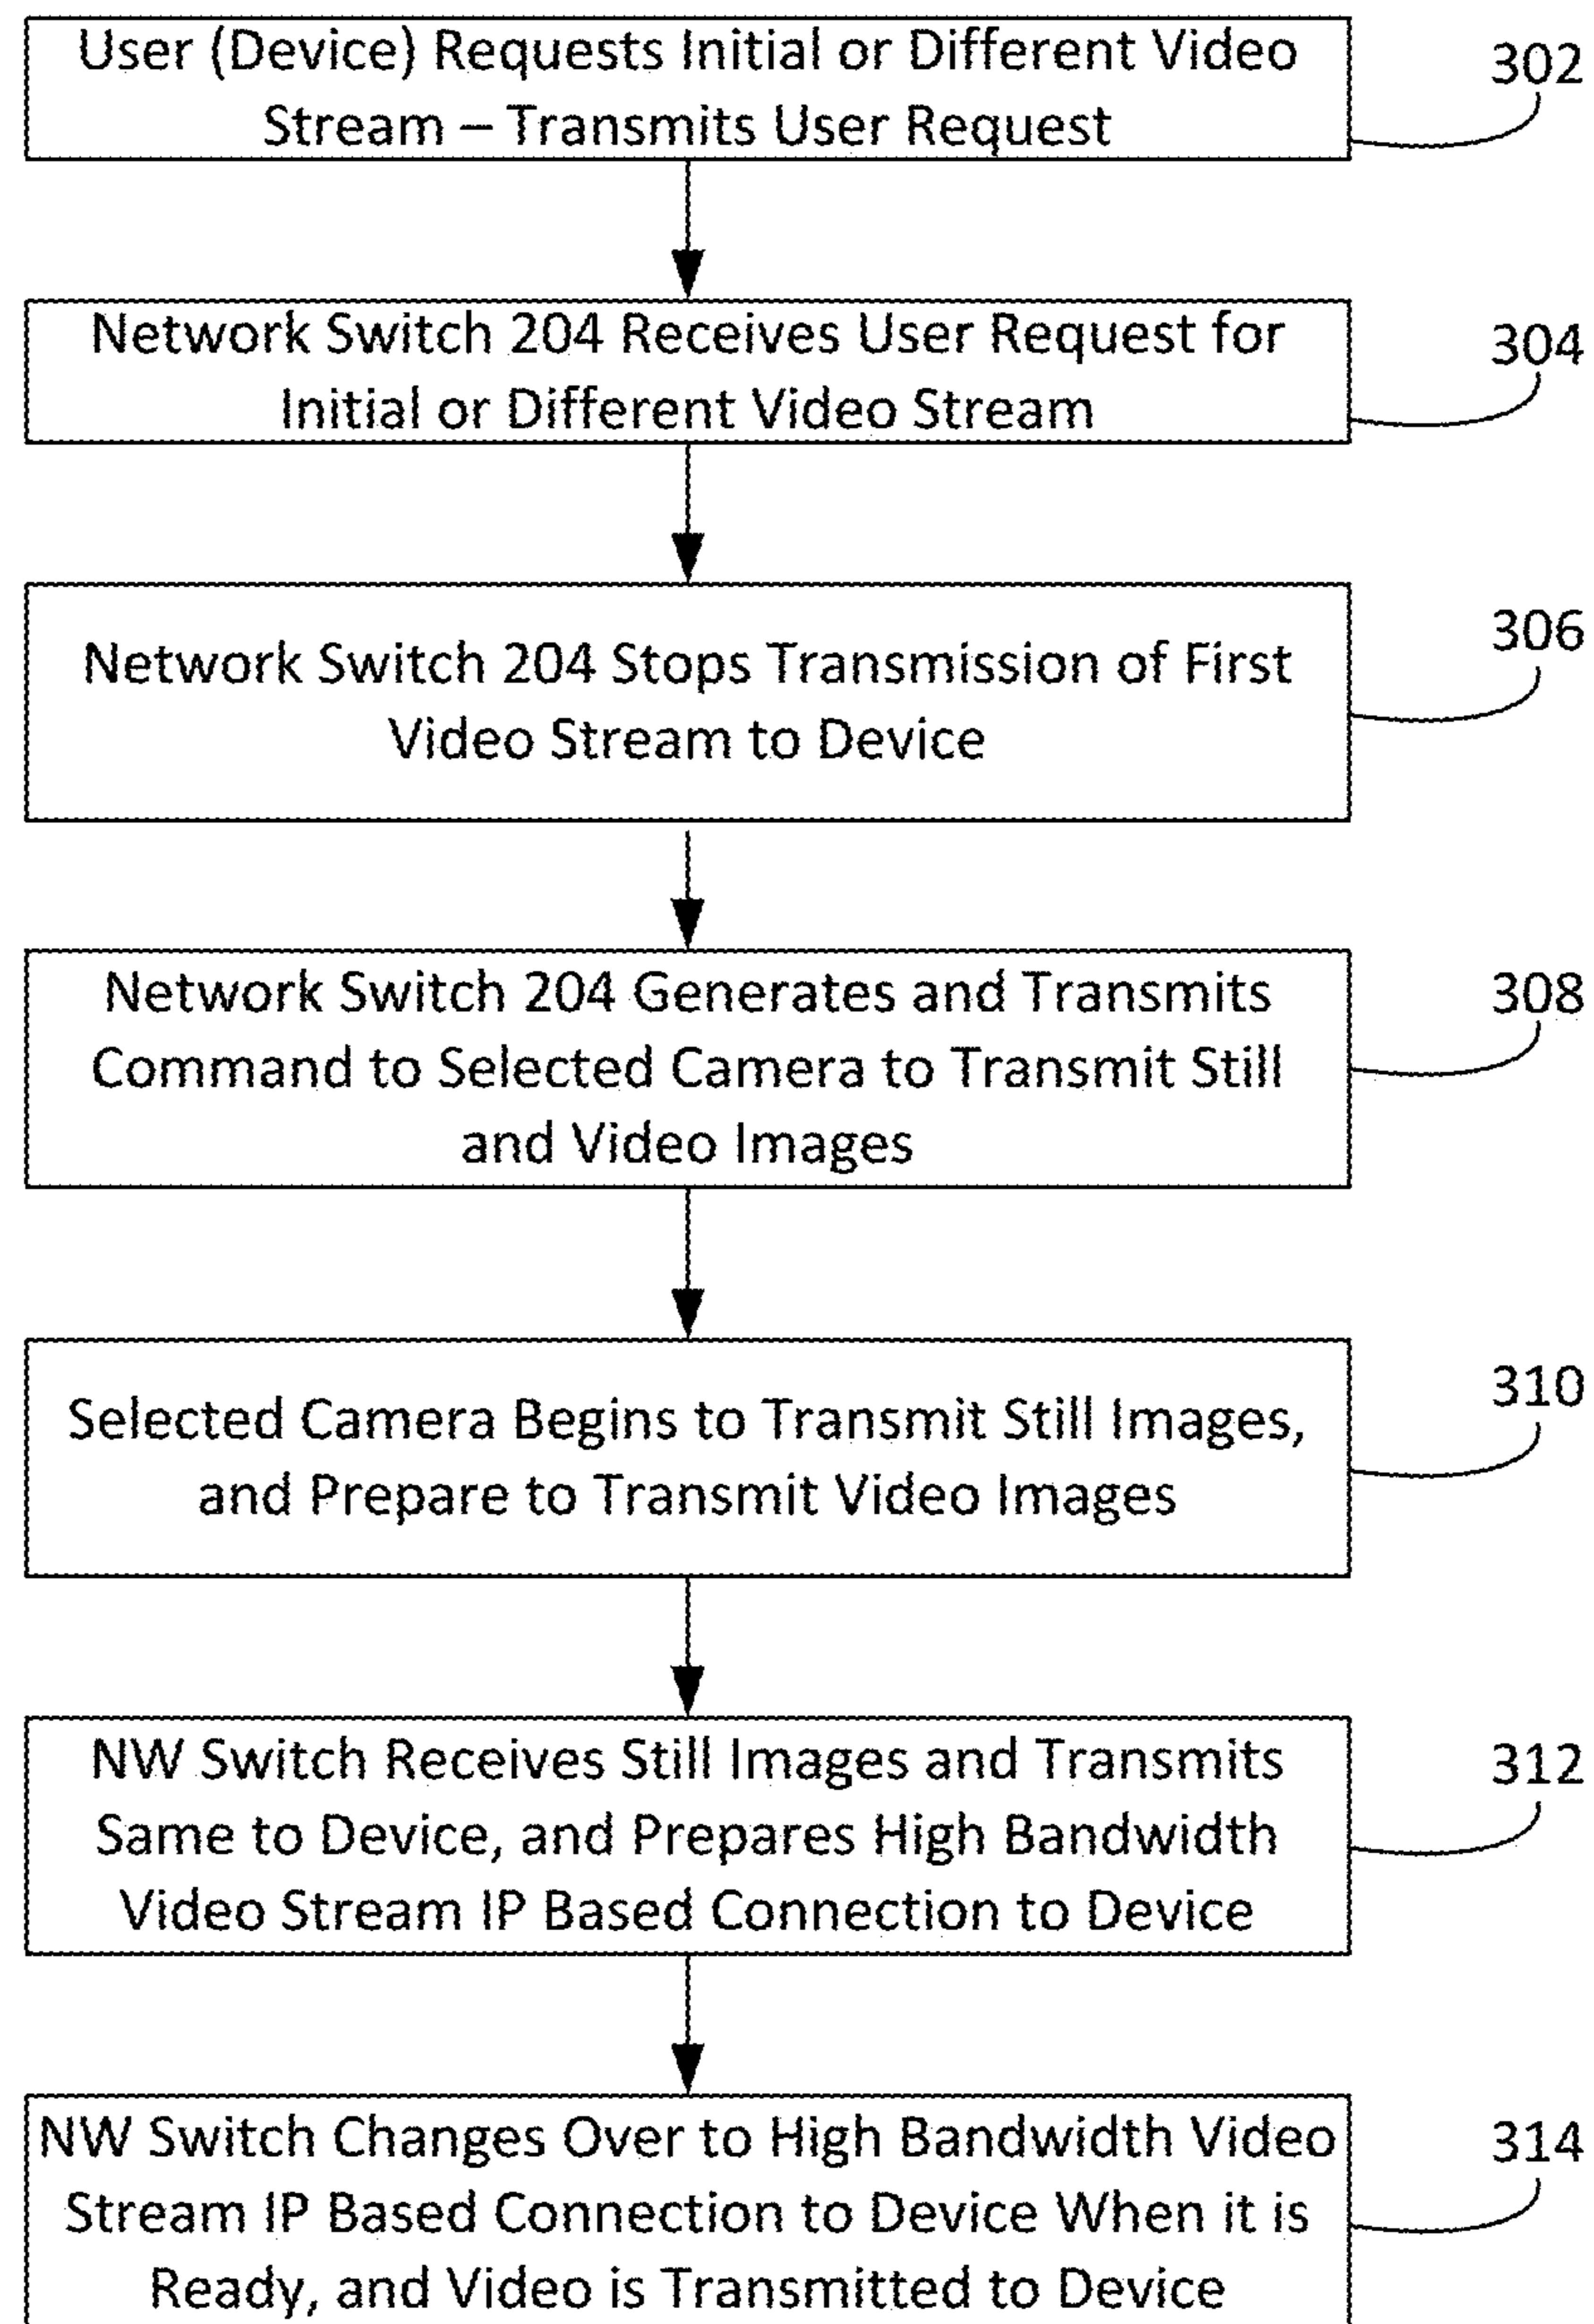 User (Device) Requests Initial or Different Video
Stream – Transmits User Request
302
Network Switch 204 Receives User Request for
Initial or Different Video Stream
304
Network Switch 204 Stops Transmission of First
Video Stream to Device
306
Network Switch 204 Generates and Transmits
Command to Selected Camera to Transmit Still
and Video Images
308
Selected Camera Begins to Transmit Still Images,
and Prepare to Transmit Video Images
310
NW Switch Receives Still Images and Transmits
Same to Device, and Prepares High Bandwidth
Video Stream IP Based Connection to Device
312
NW Switch Changes Over to High Bandwidth Video
Stream IP Based Connection to Device When it is
Ready, and Video is Transmitted to Device
314